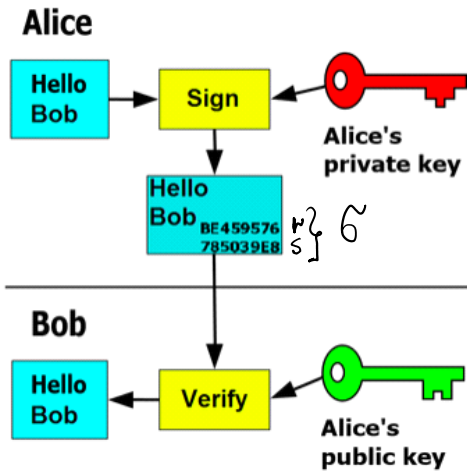 Alice
Hello
Bob
Sign
Alice's
private key
Hello
Bob
BE459576
785039E8
r
s } σ
Bob
Hello
Bob
Verify
Alice's
public key